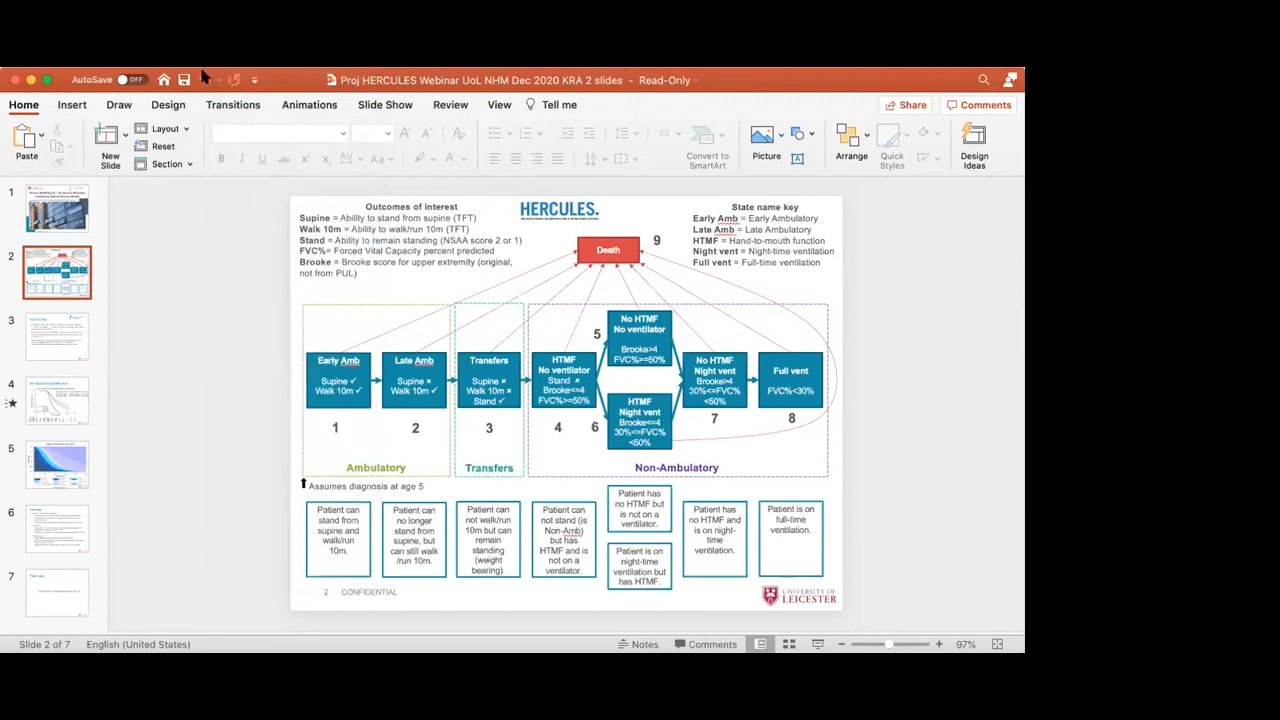 AutoSave OFF
Proj HERCULES Webinar UoL NHM Dec 2020 KRA 2 slides - Read-Only
Home Insert Draw Design Transitions Animations Slide Show Review View Tell me
Share Comments
Paste
New Slide
Layout
Reset
Section
Convert to SmartArt
Picture
Arrange
Quick Styles
Design Ideas
1
2
3
4
5
6
7
Outcomes of interest
Supine = Ability to stand from supine (TFT)
Walk 10m = Ability to walk/run 10m (TFT)
Stand = Ability to remain standing (NSAA score 2 or 1)
FVC%= Forced Vital Capacity percent predicted
Brooke = Brooke score for upper extremity (original,
not from PUL)
HERCULES.
State name key
Early Amb = Early Ambulatory
Late Amb = Late Ambulatory
HTMF = Hand-to-mouth function
Night vent = Night-time ventilation
Full vent = Full-time ventilation
Death
9
Early Amb
Supine ✓
Walk 10m ✓
1
Late Amb
Supine ×
Walk 10m ✓
2
Ambulatory
Transfers
Supine ×
Walk 10m ×
Stand ✓
3
Transfers
HTMF
No ventilator
Stand ×
Brooke<=4
FVC%>=50%
4
5
No HTMF
No ventilator
Brooke>4
FVC%>=50%
6
HTMF
Night vent
Brooke<=4
30%<=FVC%
<50%
No HTMF
Night vent
Brooke>4
30%<=FVC%
<50%
7
Full vent
FVC%<30%
8
Non-Ambulatory
Assumes diagnosis at age 5
Patient can
stand from
supine and
walk/run
10m.
Patient can
no longer
stand from
supine, but
can still walk
/run 10m.
Patient can
not walk/run
10m but can
remain
standing
(weight
bearing).
Patient can
not stand (is
Non-Amb)
but has
HTMF and is
not on a
ventilator.
Patient has
no HTMF but
is not on a
ventilator.
Patient is on
night-time
ventilation but
has HTMF.
Patient has
no HTMF and
is on night-
time
ventilation.
Patient is on
full-time
ventilation.
2 CONFIDENTIAL
UNIVERSITY OF
LEICESTER
Slide 2 of 7 English (United States) Notes Comments 97%